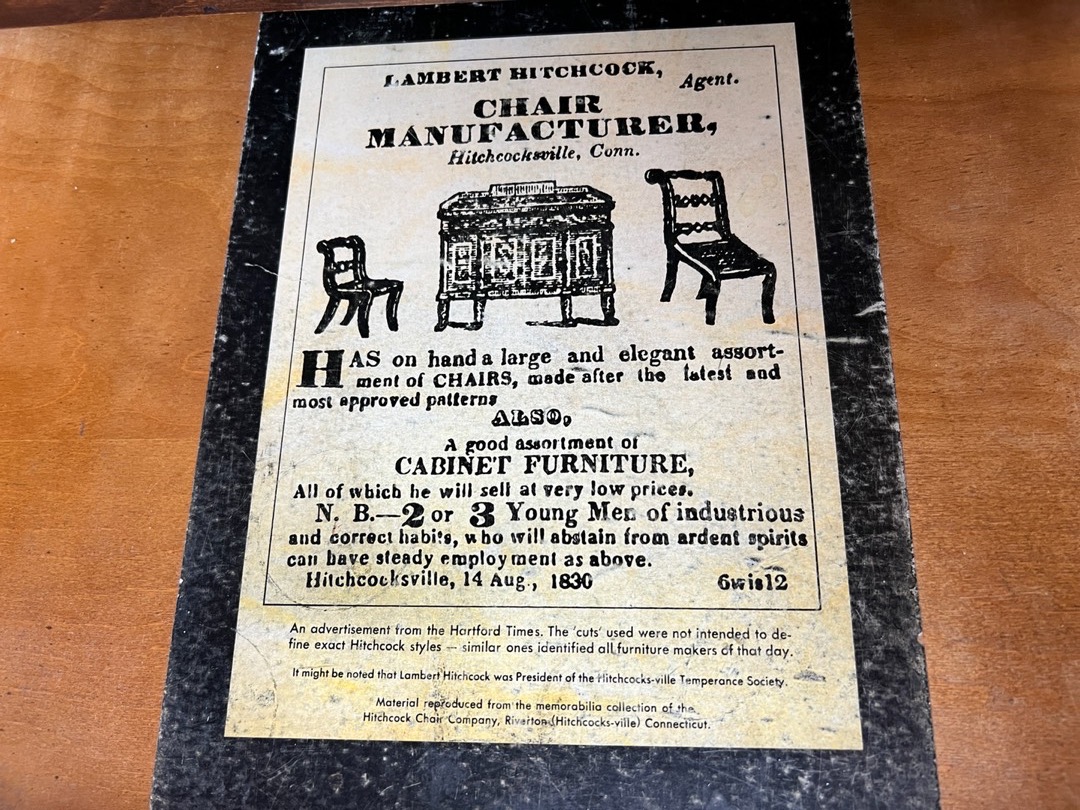 LAMBERT HITCHCOCK,
Agent.
CHAIR
MANUFACTURER,
Hitchcocksville, Conn.
HAS on hand a large and elegant assort-
ment of CHAIRS, made after the latest and
most approved patterns
ALSO,
A good assortment of
CABINET FURNITURE,
All of which he will sell at very low prices.
N. B.—2 or 3 Young Men of industrious
and correct habits, who will abstain from ardent spirits
can have steady employment as above.
Hitchcocksville, 14 Aug., 1830 6wis12
An advertisement from the Hartford Times. The 'cuts' used were not intended to de-
fine exact Hitchcock styles — similar ones identified all furniture makers of that day.
It might be noted that Lambert Hitchcock was President of the Hitchcocks-ville Temperance Society.
Material reproduced from the memorabilia collection of the
Hitchcock Chair Company, Riverton (Hitchcocks-ville) Connecticut.